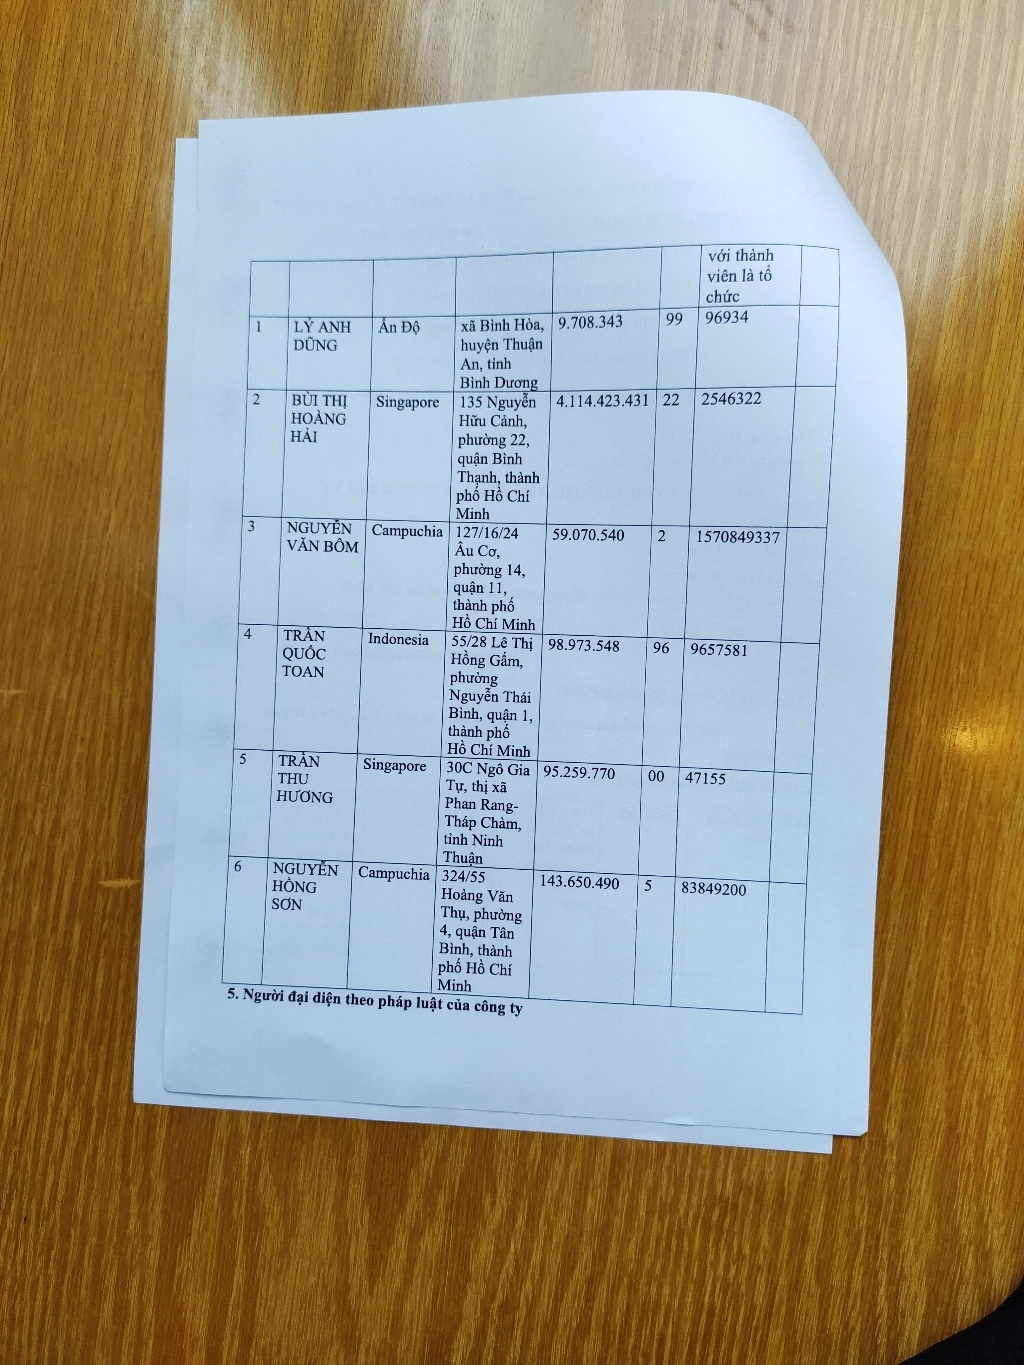 với thành
viên là tổ
chức
1 LÝ ANH DŨNG Ấn Độ xã Bình Hòa, huyện Thuận An, tỉnh Bình Dương 9.708.343 99 96934
2 BÙI THỊ HOÀNG HẢI Singapore 135 Nguyễn Hữu Cảnh, phường 22, quận Bình Thạnh, thành phố Hồ Chí Minh 4.114.423.431 22 2546322
3 NGUYỄN VĂN BÔM Campuchia 127/16/24 Âu Cơ, phường 14, quận 11, thành phố Hồ Chí Minh 59.070.540 2 1570849337
4 TRẦN QUỐC TOAN Indonesia 55/28 Lê Thị Hồng Gấm, phường Nguyễn Thái Bình, quận 1, thành phố Hồ Chí Minh 98.973.548 96 9657581
5 TRẦN THU HƯƠNG Singapore 30C Ngô Gia Tự, thị xã Phan Rang-Tháp Chàm, tỉnh Ninh Thuận 95.259.770 00 47155
6 NGUYỄN HỒNG SƠN Campuchia 324/55 Hoàng Văn Thụ, phường 4, quận Tân Bình, thành phố Hồ Chí Minh 143.650.490 5 83849200
5. Người đại diện theo pháp luật của công ty